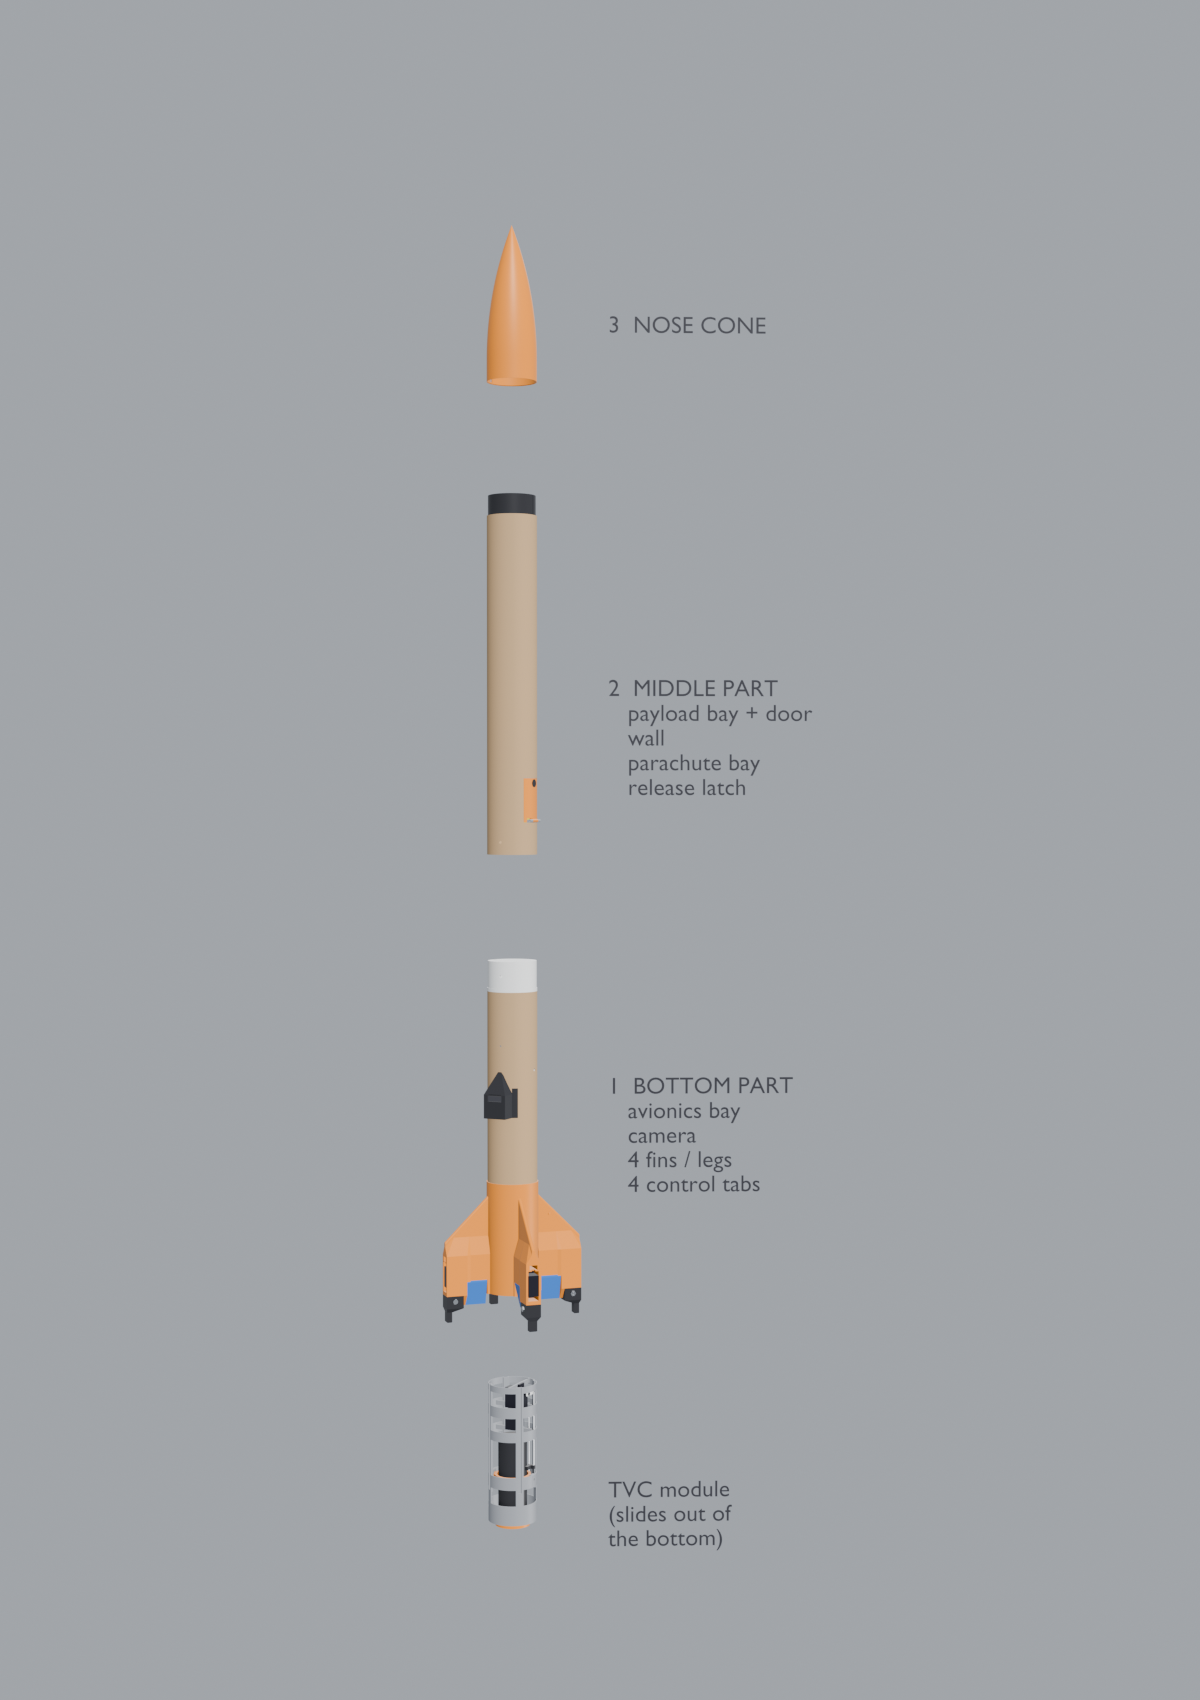 3 NOSE CONE
2 MIDDLE PART
payload bay + door
wall
parachute bay
release latch
1 BOTTOM PART
avionics bay
camera
4 fins / legs
4 control tabs
TVC module
(slides out of
the bottom)